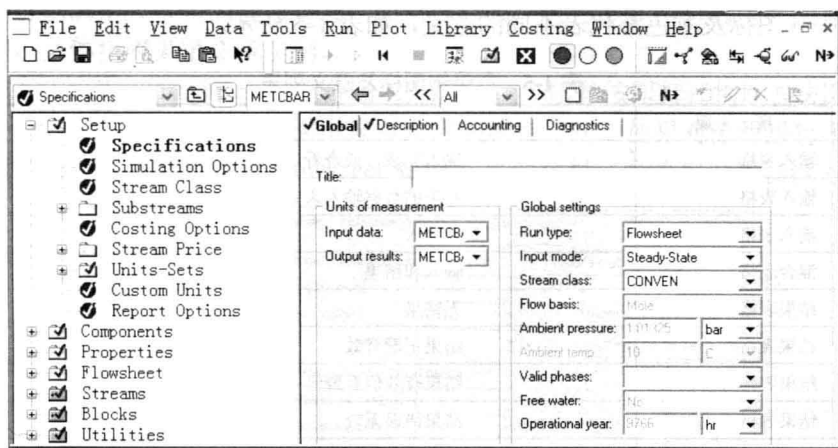 File Edit View Data Tools Run Plot Library Costing Window Help
N→
Specifications METCBAR All N→
Setup
Specifications
Simulation Options
Stream Class
Substreams
Costing Options
Stream Price
Units-Sets
Custom Units
Report Options
Components
Properties
Flowsheet
Streams
Blocks
Utilities
Global Description Accounting Diagnostics
Title:
Units of measurement
Input data: METCB
Output results: METCB
Global settings
Run type: Flowsheet
Input mode: Steady-State
Stream class: CONVEN
Flow basis: Mole
Ambient pressure: 1.01325 bar
Ambient temp. 10 C
Valid phases:
Free water: No
Operational year: 8766 hr